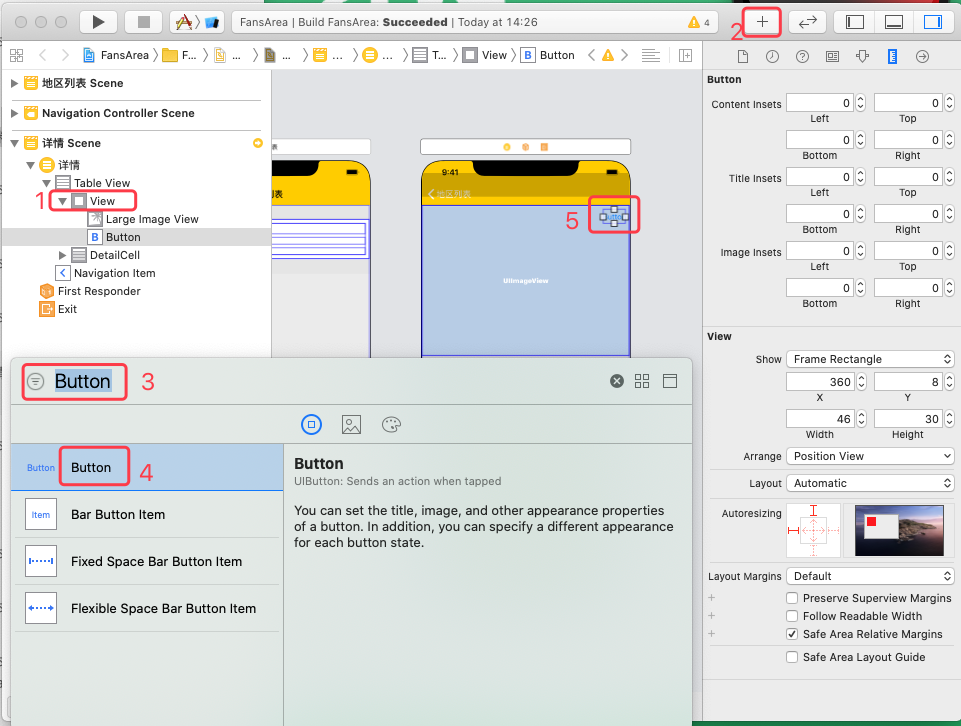 FansArea | Build FansArea: Succeeded | Today at 14:26
4
2
FansArea
F...
...
...
...
...
T...
View
B
Button
地区列表 Scene
Navigation Controller Scene
详情 Scene
详情
Table View
1
View
Large Image View
B
Button
DetailCell
Navigation Item
First Responder
Exit
列表
9:41
地区列表
5
UIImageView
Button
Content Insets
0
0
Left
Top
0
0
Bottom
Right
Title Insets
0
0
Left
Top
0
0
Bottom
Right
Image Insets
0
0
Left
Top
0
0
Bottom
Right
View
Show
Frame Rectangle
360
8
X
Y
46
30
Width
Height
Arrange
Position View
Layout
Automatic
Autoresizing
Layout Margins
Default
Preserve Superview Margins
Follow Readable Width
Safe Area Relative Margins
Safe Area Layout Guide
Button
3
Button
Button
4
Item
Bar Button Item
Fixed Space Bar Button Item
Flexible Space Bar Button Item
Button
UIButton: Sends an action when tapped
You can set the title, image, and other appearance properties
of a button. In addition, you can specify a different appearance
for each button state.